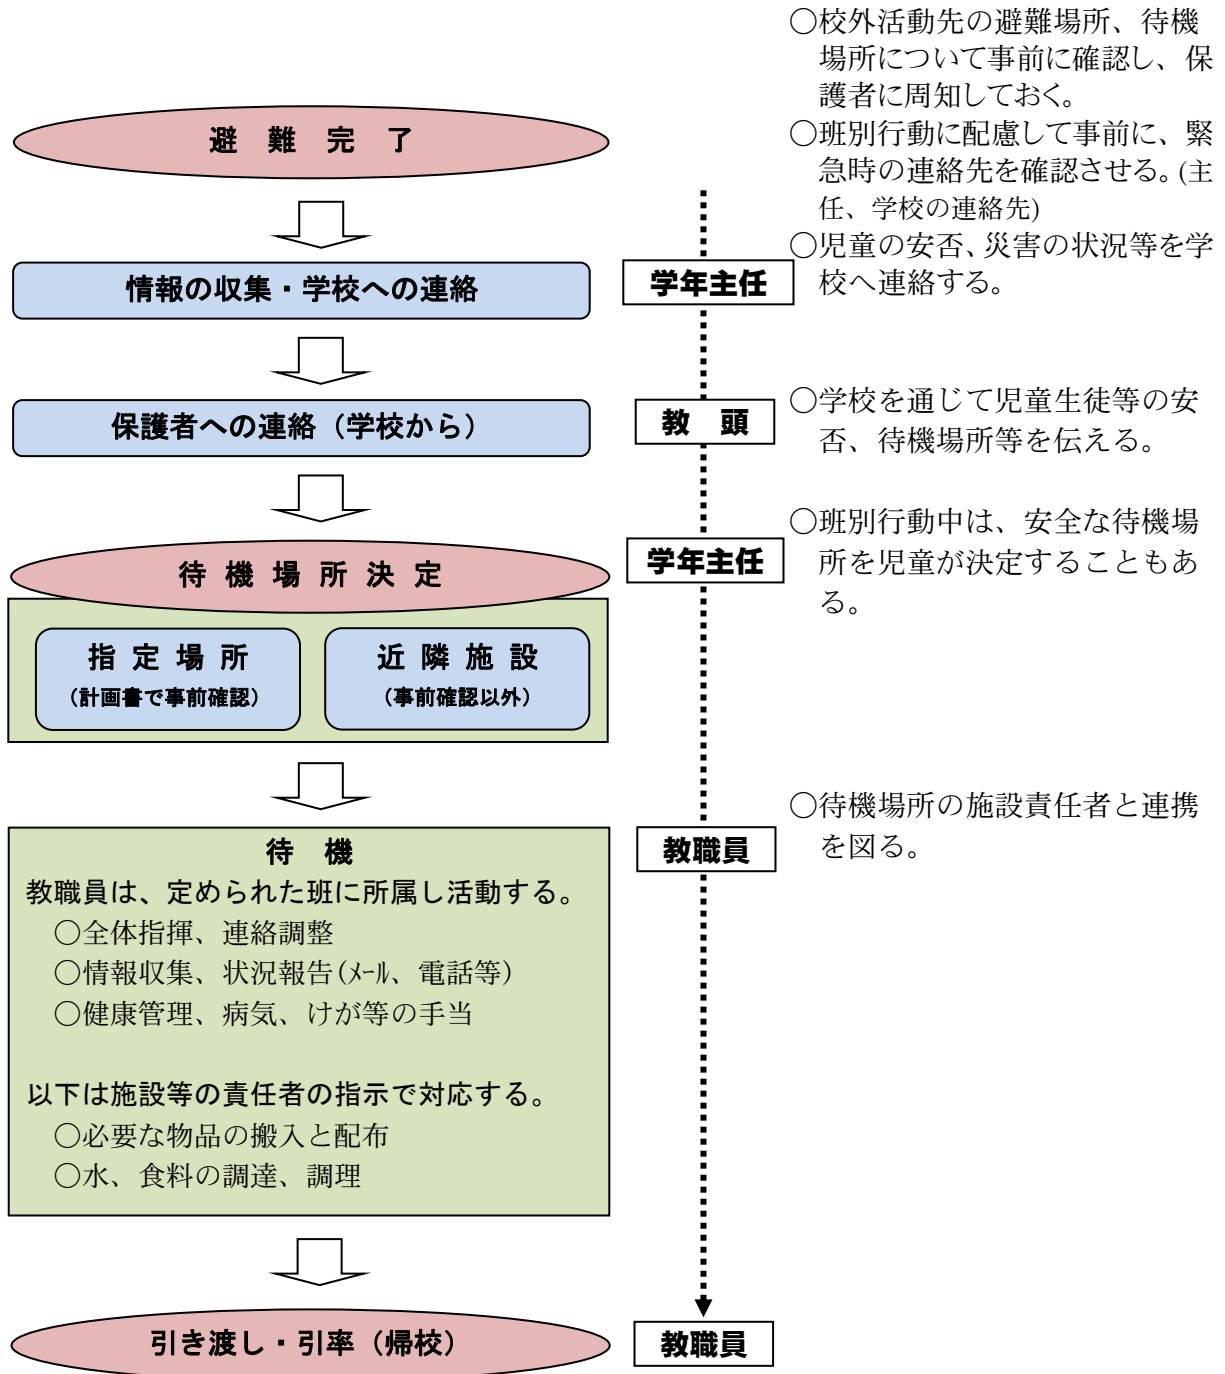 ○校外活動先の避難場所、待機
場所について事前に確認し、保
護者に周知しておく。
避難完了
○班別行動に配慮して事前に、緊
急時の連絡先を確認させる。(主
任、学校の連絡先)
情報の収集・学校への連絡
学年主任
○児童の安否、災害の状況等を学
校へ連絡する。
保護者への連絡（学校から）
教頭
○学校を通じて児童生徒等の安
否、待機場所等を伝える。
待機場所決定
学年主任
○班別行動中は、安全な待機場
所を児童が決定することもあ
る。
指定場所
（計画書で事前確認）
近隣施設
（事前確認以外）
待機
教職員
○待機場所の施設責任者と連携
を図る。
教職員は、定められた班に所属し活動する。
○全体指揮、連絡調整
○情報収集、状況報告(ﾒｰﾙ、電話等)
○健康管理、病気、けが等の手当
以下は施設等の責任者の指示で対応する。
○必要な物品の搬入と配布
○水、食料の調達、調理
引き渡し・引率（帰校）
教職員